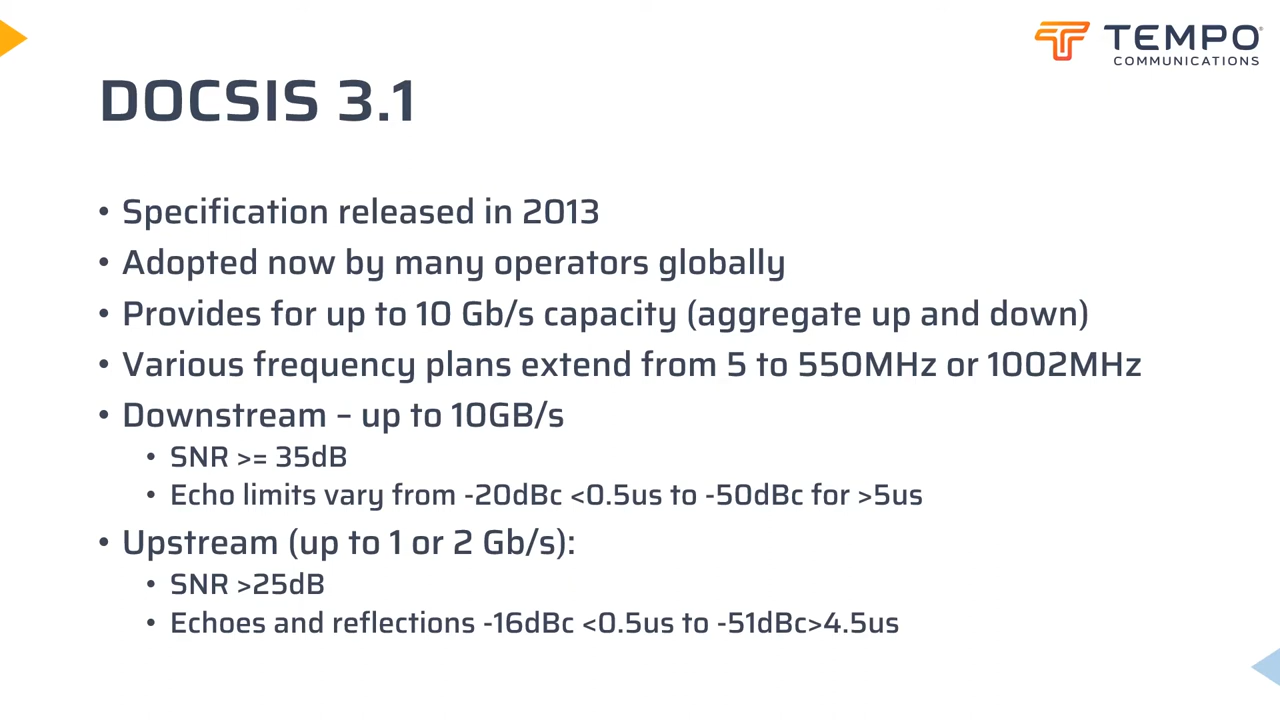 TEMPO
COMMUNICATIONS
DOCSIS 3.1
• Specification released in 2013
• Adopted now by many operators globally
• Provides for up to 10 Gb/s capacity (aggregate up and down)
• Various frequency plans extend from 5 to 550MHz or 1002MHz
• Downstream – up to 10GB/s
• SNR >= 35dB
• Echo limits vary from -20dBc <0.5us to -50dBc for >5us
• Upstream (up to 1 or 2 Gb/s):
• SNR >25dB
• Echoes and reflections -16dBc <0.5us to -51dBc>4.5us